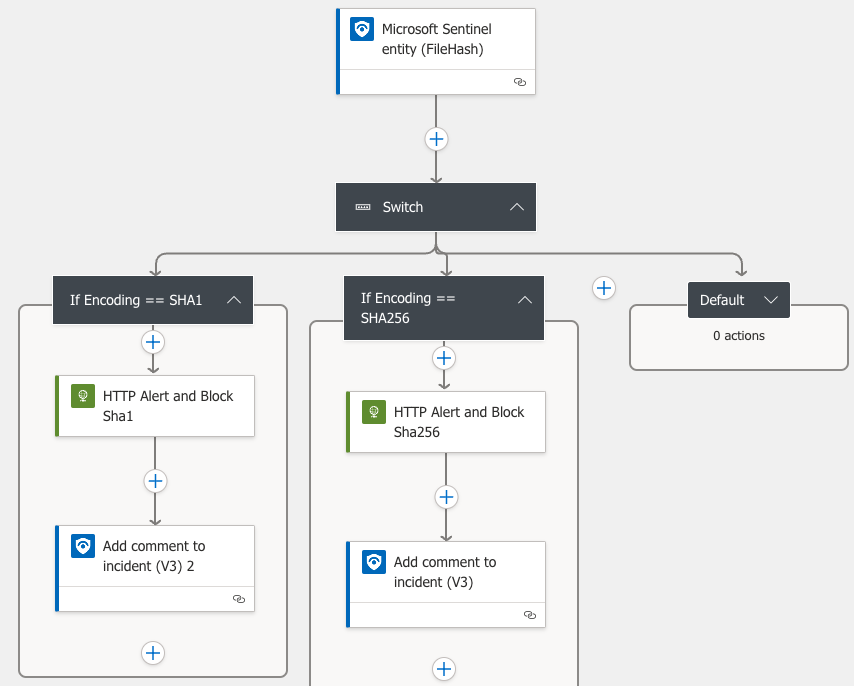 Microsoft Sentinel
entity (FileHash)
Switch
If Encoding == SHA1
If Encoding ==
SHA256
Default
0 actions
HTTP Alert and Block
Sha1
HTTP Alert and Block
Sha256
Add comment to
incident (V3) 2
Add comment to
incident (V3)